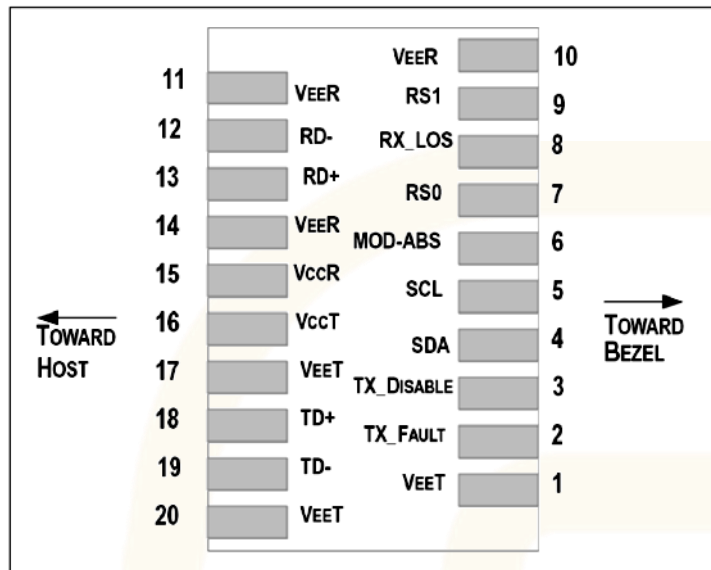 VEER 10
11 VEER
RS1 9
12 RD-
RX_LOS 8
13 RD+
RS0 7
14 VEER
MOD-ABS 6
15 VCCR
SCL 5
16 VCCT
SDA 4
17 VEET
TX_DISABLE 3
18 TD+
TX_FAULT 2
19 TD-
VEET 1
20 VEET
TOWARD
HOST
TOWARD
BEZEL